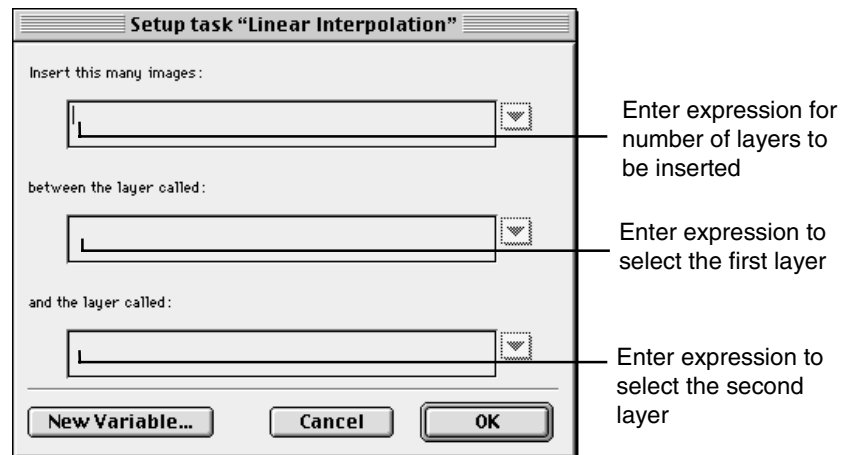 Setup task “Linear Interpolation”
Insert this many images:
Enter expression for
number of layers to
be inserted
between the layer called:
Enter expression to
select the first layer
and the layer called:
Enter expression to
select the second
layer
New Variable...
Cancel
OK